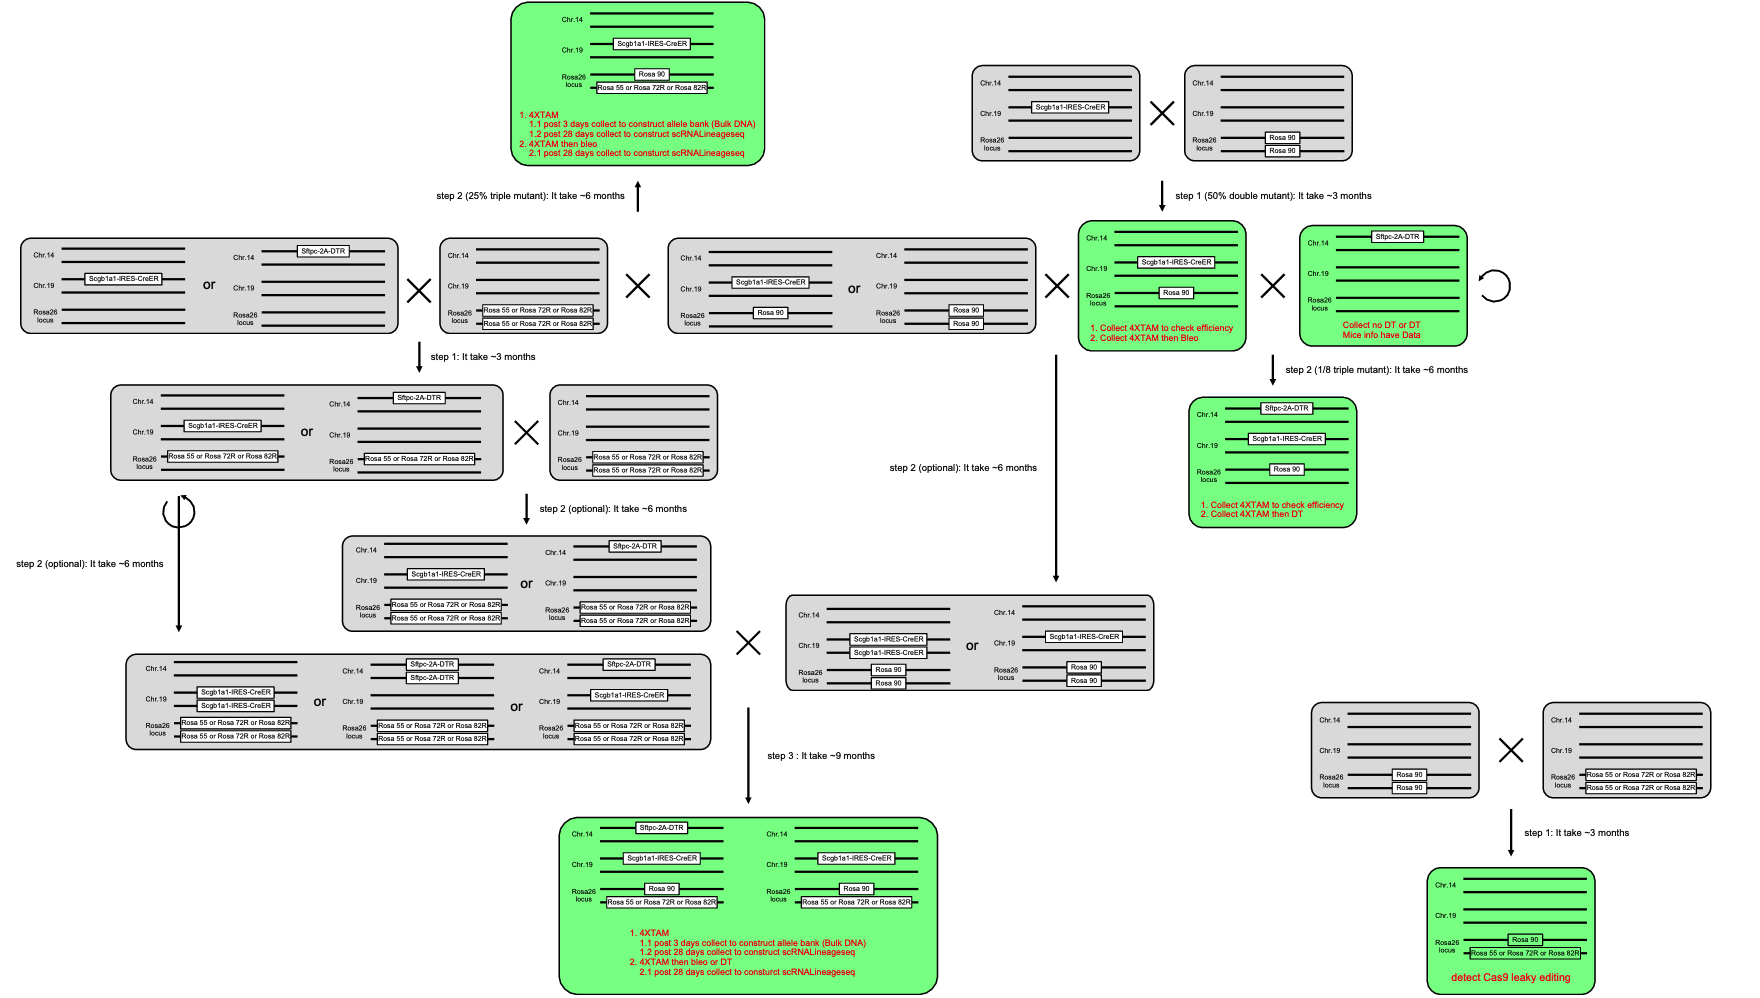 Chr.14
Scgb1a1-IRES-CreER
Chr.19
Rosa26
locus
Rosa 90
Rosa 55 or Rosa 72R or Rosa 82R
1. 4XTAM
1.1 post 3 days collect to construct allele bank (Bulk DNA)
1.2 post 28 days collect to construct scRNALineageseq
2. 4XTAM then bleo
2.1 post 28 days collect to consturct scRNALineageseq
Chr.14
Scgb1a1-IRES-CreER
Chr.19
Rosa26
locus
Chr.14
Chr.19
Rosa26
locus
Rosa 90
Rosa 90
step 2 (25% triple mutant): It take ~6 months
step 1 (50% double mutant): It take ~3 months
Chr.14
Scgb1a1-IRES-CreER
Chr.19
Rosa26
locus
or
Sftpc-2A-DTR
Chr.14
Chr.19
Rosa26
locus
Chr.14
Chr.19
Rosa26
locus
Rosa 55 or Rosa 72R or Rosa 82R
Rosa 55 or Rosa 72R or Rosa 82R
Chr.14
Scgb1a1-IRES-CreER
Chr.19
Rosa26
locus
Rosa 90
or
Chr.14
Chr.19
Rosa26
locus
Rosa 90
Rosa 90
Chr.14
Scgb1a1-IRES-CreER
Chr.19
Rosa26
locus
Rosa 90
1. Collect 4XTAM to check efficiency
2. Collect 4XTAM then Bleo
Sftpc-2A-DTR
Chr.14
Chr.19
Rosa26
locus
Collect no DT or DT
Mice info have Data
step 1: It take ~3 months
step 2 (1/8 triple mutant): It take ~6 months
Chr.14
Scgb1a1-IRES-CreER
Chr.19
Rosa26
locus
Rosa 55 or Rosa 72R or Rosa 82R
or
Sftpc-2A-DTR
Chr.14
Chr.19
Rosa26
locus
Rosa 55 or Rosa 72R or Rosa 82R
Chr.14
Chr.19
Rosa26
locus
Rosa 55 or Rosa 72R or Rosa 82R
Rosa 55 or Rosa 72R or Rosa 82R
Sftpc-2A-DTR
Chr.14
Scgb1a1-IRES-CreER
Chr.19
Rosa26
locus
Rosa 90
1. Collect 4XTAM to check efficiency
2. Collect 4XTAM then DT
step 2 (optional): It take ~6 months
step 2 (optional): It take ~6 months
step 2 (optional): It take ~6 months
Chr.14
Scgb1a1-IRES-CreER
Chr.19
Rosa26
locus
Rosa 55 or Rosa 72R or Rosa 82R
Rosa 55 or Rosa 72R or Rosa 82R
or
Sftpc-2A-DTR
Chr.14
Chr.19
Rosa26
locus
Rosa 55 or Rosa 72R or Rosa 82R
Rosa 55 or Rosa 72R or Rosa 82R
Chr.14
Scgb1a1-IRES-CreER
Chr.19
Scgb1a1-IRES-CreER
Rosa26
locus
Rosa 90
Rosa 90
or
Chr.14
Scgb1a1-IRES-CreER
Chr.19
Rosa26
locus
Rosa 90
Rosa 90
Chr.14
Scgb1a1-IRES-CreER
Chr.19
Scgb1a1-IRES-CreER
Rosa26
locus
Rosa 55 or Rosa 72R or Rosa 82R
Rosa 55 or Rosa 72R or Rosa 82R
or
Sftpc-2A-DTR
Chr.14
Sftpc-2A-DTR
Chr.19
Rosa26
locus
Rosa 55 or Rosa 72R or Rosa 82R
Rosa 55 or Rosa 72R or Rosa 82R
or
Sftpc-2A-DTR
Chr.14
Scgb1a1-IRES-CreER
Chr.19
Rosa26
locus
Rosa 55 or Rosa 72R or Rosa 82R
Rosa 55 or Rosa 72R or Rosa 82R
step 3 : It take ~9 months
Chr.14
Chr.19
Rosa26
locus
Rosa 90
Rosa 90
Chr.14
Chr.19
Rosa26
locus
Rosa 55 or Rosa 72R or Rosa 82R
Rosa 55 or Rosa 72R or Rosa 82R
step 1: It take ~3 months
Sftpc-2A-DTR
Chr.14
Scgb1a1-IRES-CreER
Chr.19
Rosa26
locus
Rosa 90
Rosa 55 or Rosa 72R or Rosa 82R
Chr.14
Scgb1a1-IRES-CreER
Chr.19
Rosa26
locus
Rosa 90
Rosa 55 or Rosa 72R or Rosa 82R
1. 4XTAM
1.1 post 3 days collect to construct allele bank (Bulk DNA)
1.2 post 28 days collect to construct scRNALineageseq
2. 4XTAM then bleo or DT
2.1 post 28 days collect to consturct scRNALineageseq
Chr.14
Chr.19
Rosa26
locus
Rosa 90
Rosa 55 or Rosa 72R or Rosa 82R
detect Cas9 leaky editing